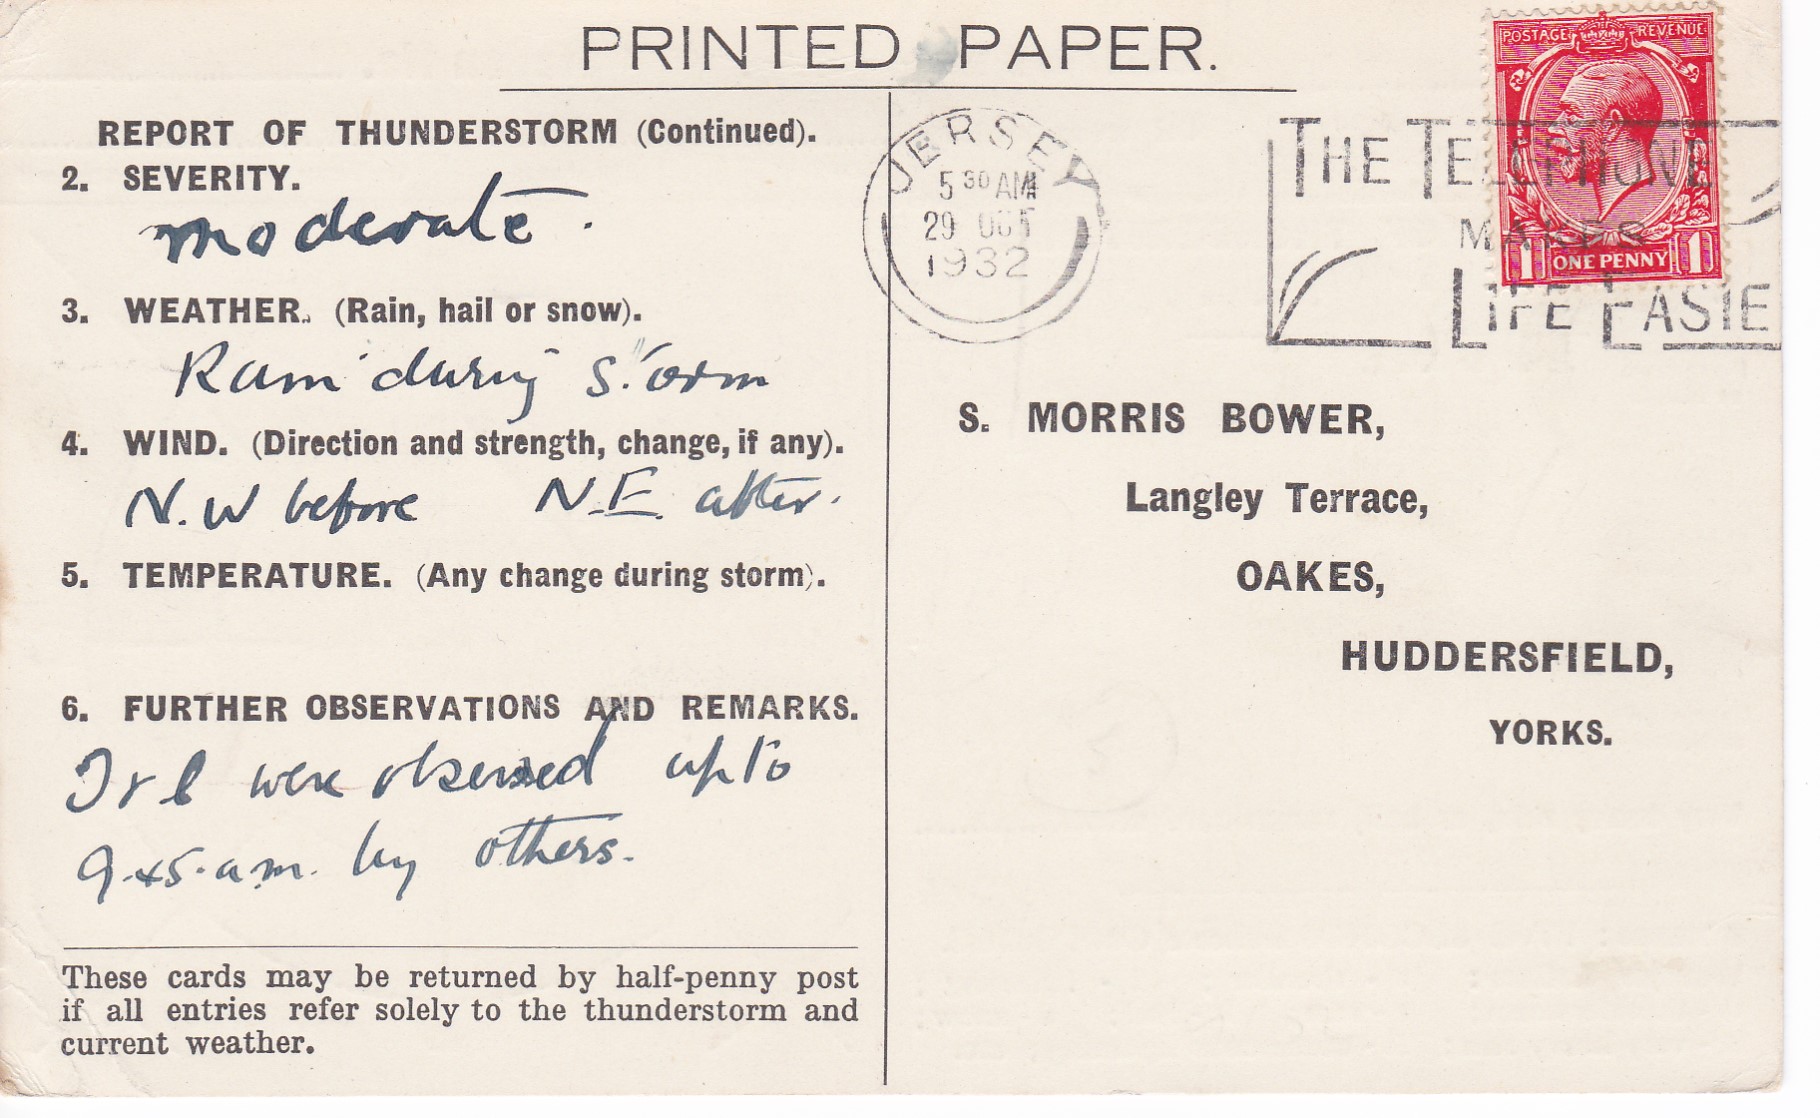 PRINTED PAPER.
REPORT OF THUNDERSTORM (Continued).
2. SEVERITY.
moderate.
3. WEATHER. (Rain, hail or snow).
Rain during storm
4. WIND. (Direction and strength, change, if any).
N.W before N.E. after.
5. TEMPERATURE. (Any change during storm).
6. FURTHER OBSERVATIONS AND REMARKS.
T & l were observed up to
9.45.a.m. by others.
These cards may be returned by half-penny post
if all entries refer solely to the thunderstorm and
current weather.
JERSEY
5 30 AM
29 OCT
1932
THE TELEPHONE
MAKES
LIFE EASIE
POSTAGE REVENUE
1 ONE PENNY 1
S. MORRIS BOWER,
Langley Terrace,
OAKES,
HUDDERSFIELD,
YORKS.